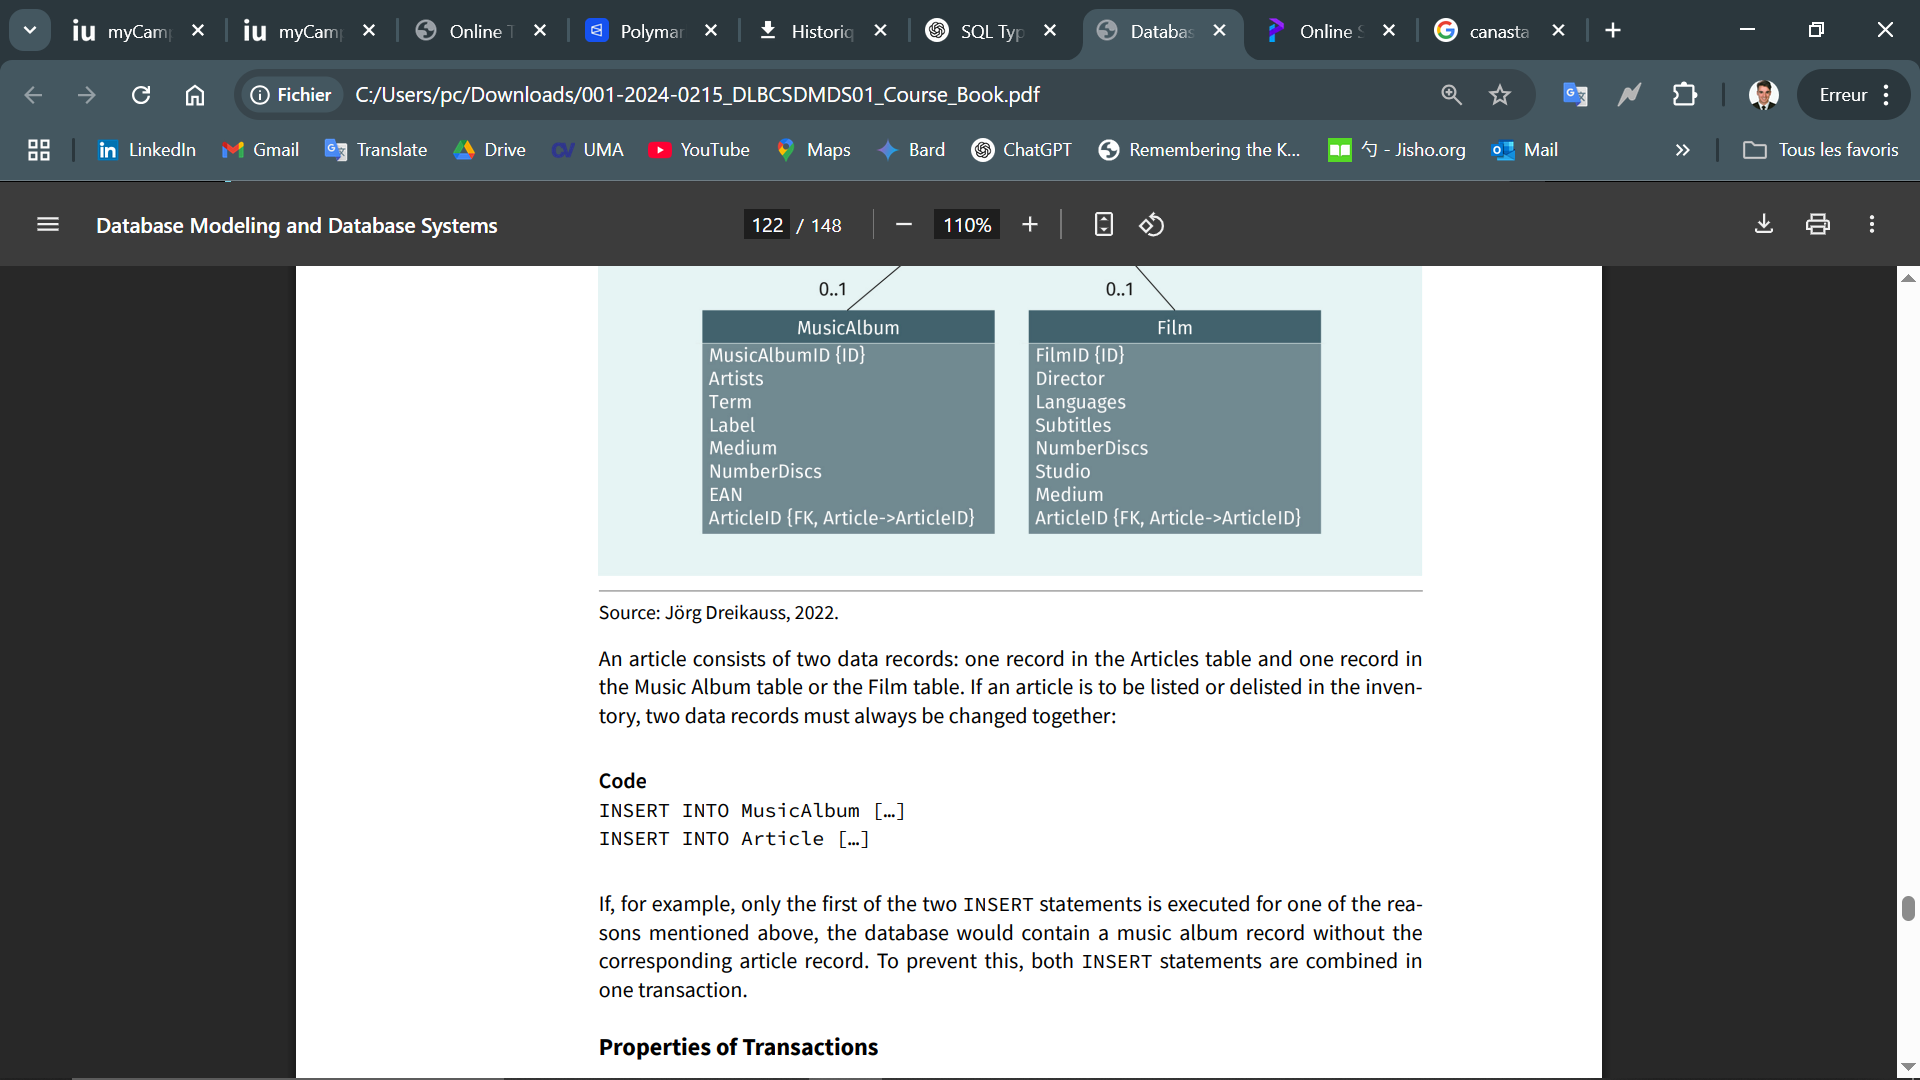 myCam
myCam
Online T
Polymar
Historiq
SQL Typ
Databas
Online S
canasta
Fichier
C:/Users/pc/Downloads/001-2024-0215_DLBCSDMDS01_Course_Book.pdf
Erreur
LinkedIn
Gmail
Translate
Drive
UMA
YouTube
Maps
Bard
ChatGPT
Remembering the K...
勹 - Jisho.org
Mail
Tous les favoris
Database Modeling and Database Systems
122 / 148
110%
0..1
0..1
MusicAlbum
MusicAlbumID {ID}
Artists
Term
Label
Medium
NumberDiscs
EAN
ArticleID {FK, Article->ArticleID}
Film
FilmID {ID}
Director
Languages
Subtitles
NumberDiscs
Studio
Medium
ArticleID {FK, Article->ArticleID}
Source: Jörg Dreikauss, 2022.
An article consists of two data records: one record in the Articles table and one record in
the Music Album table or the Film table. If an article is to be listed or delisted in the inven-
tory, two data records must always be changed together:
Code
INSERT INTO MusicAlbum […]
INSERT INTO Article […]
If, for example, only the first of the two INSERT statements is executed for one of the rea-
sons mentioned above, the database would contain a music album record without the
corresponding article record. To prevent this, both INSERT statements are combined in
one transaction.
Properties of Transactions